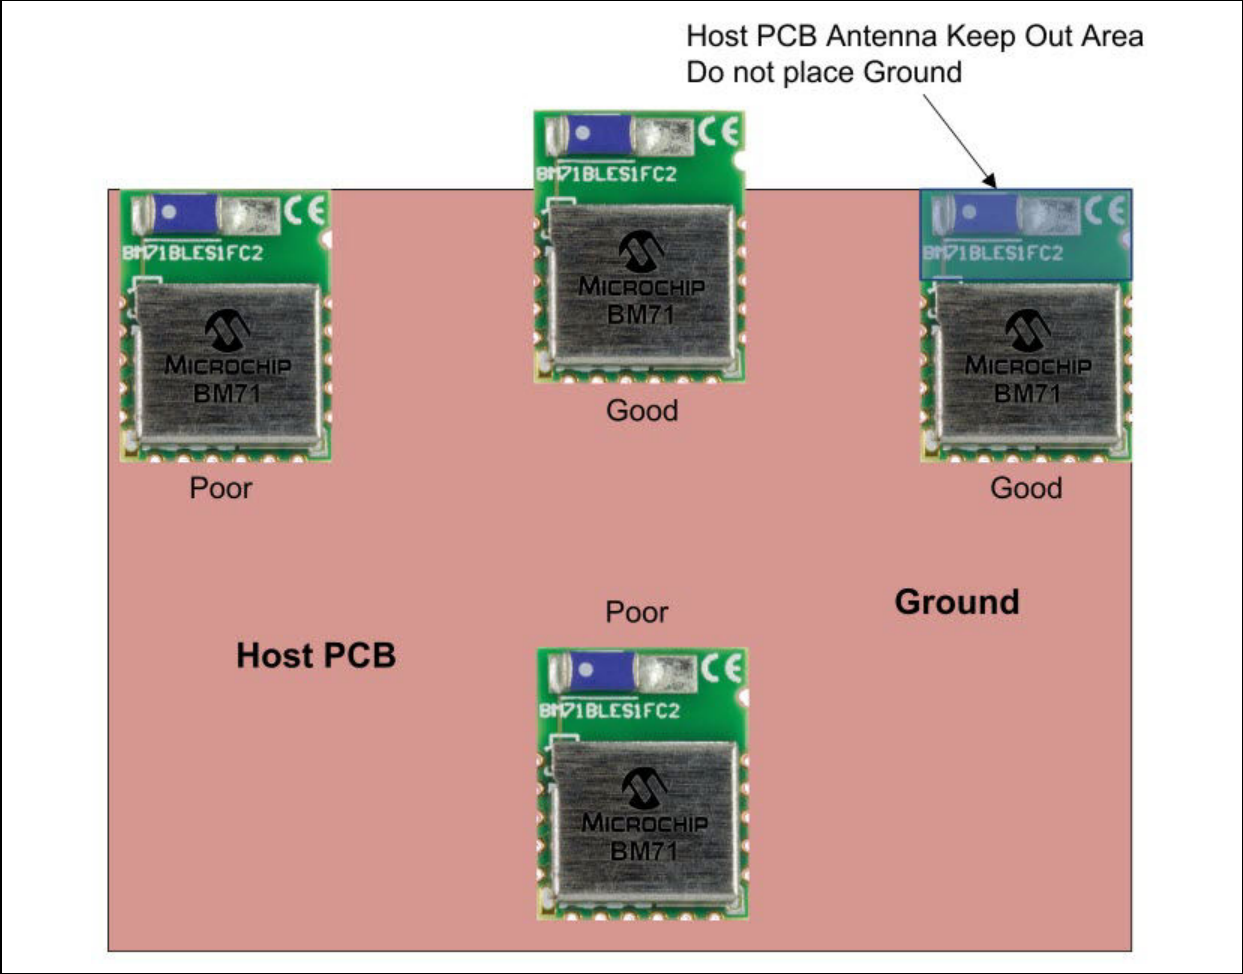 Host PCB Antenna Keep Out Area
Do not place Ground
CE
BM71BLES1FC2
MICROCHIP
BM71
Good
CE
BM71BLES1FC2
MICROCHIP
BM71
Poor
CE
BM71BLES1FC2
MICROCHIP
BM71
Good
Ground
Host PCB
Poor
CE
BM71BLES1FC2
MICROCHIP
BM71